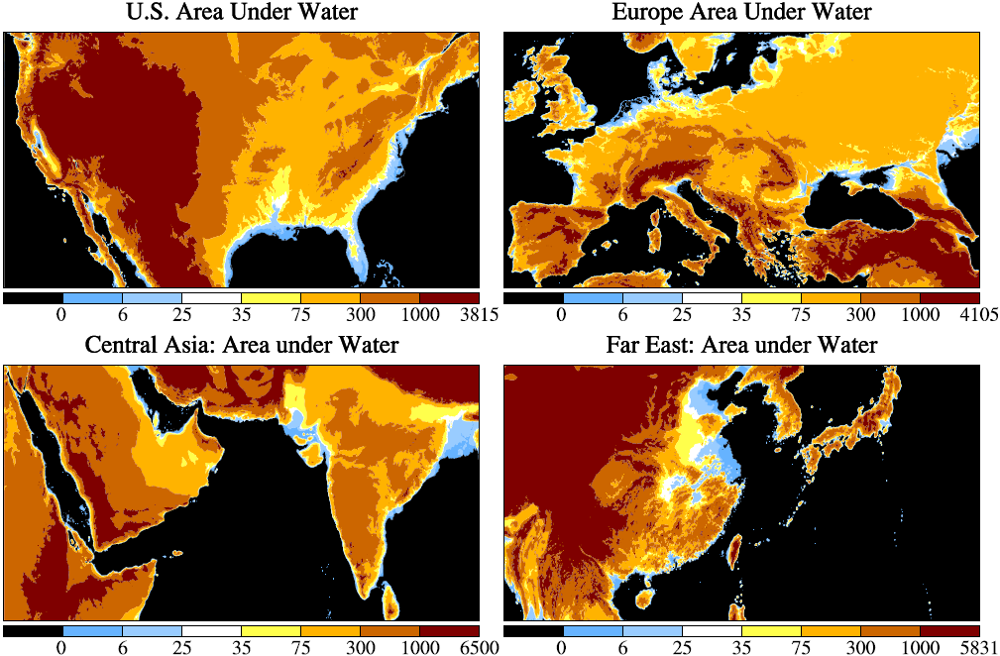 U.S. Area Under Water
Europe Area Under Water
0 6 25 35 75 300 1000 3815
0 6 25 35 75 300 1000 4105
Central Asia: Area under Water
Far East: Area under Water
0 6 25 35 75 300 1000 6500
0 6 25 35 75 300 1000 5831